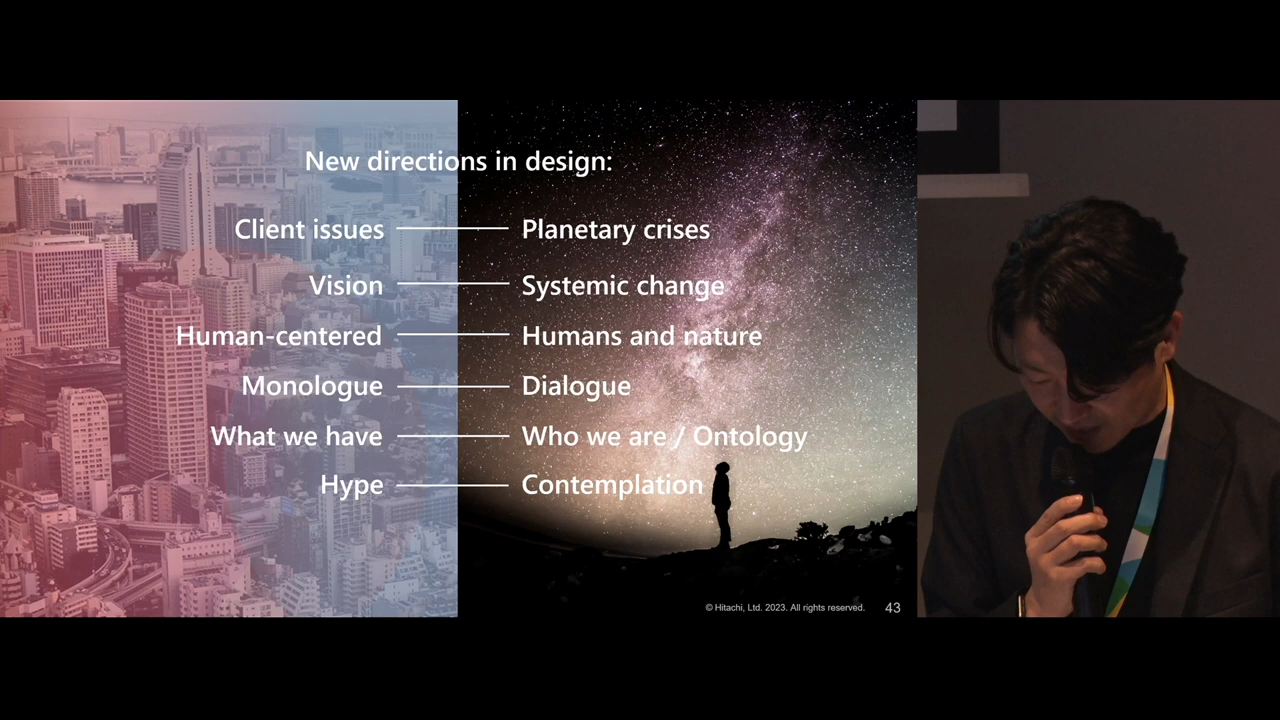 New directions in design:
Client issues Planetary crises
Vision Systemic change
Human-centered Humans and nature
Monologue Dialogue
What we have Who we are / Ontology
Hype Contemplation
© Hitachi, Ltd. 2023. All rights reserved. 43